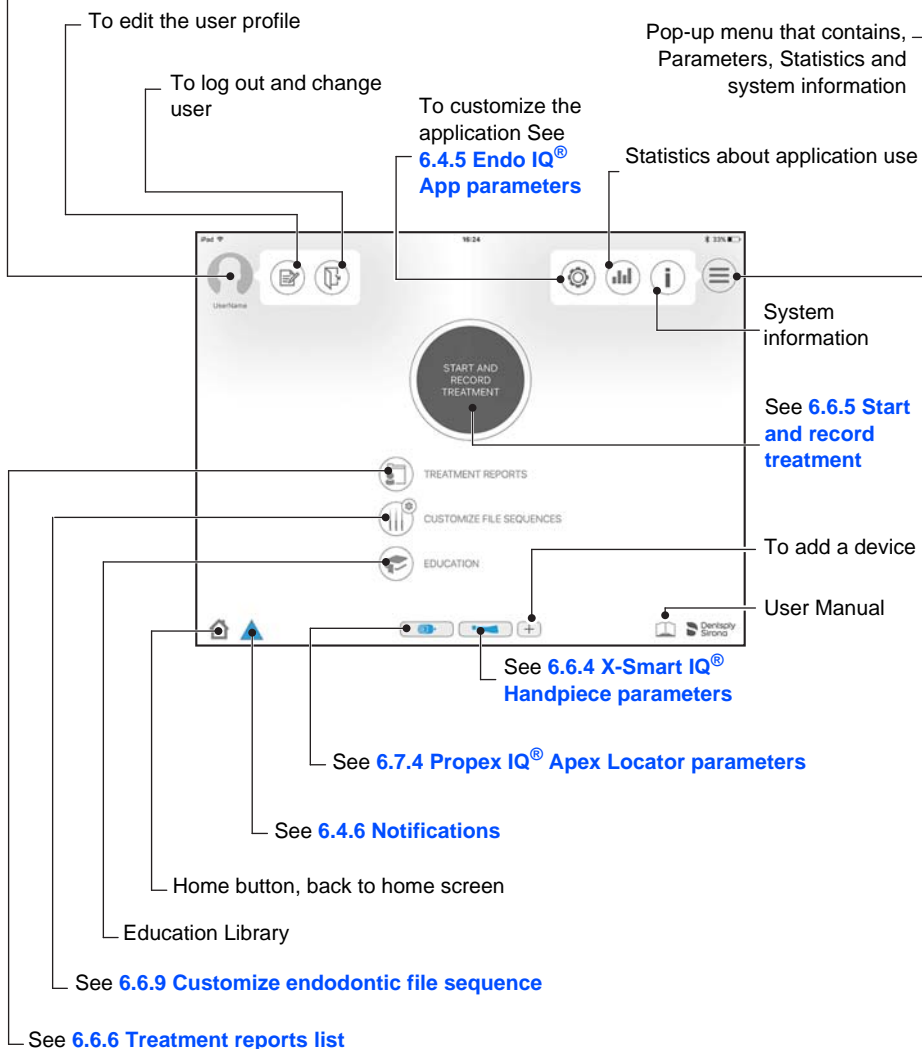 To edit the user profile
Pop-up menu that contains,
Parameters, Statistics and
system information
To log out and change
user
To customize the
application See
6.4.5 Endo IQ®
App parameters
Statistics about application use
iPad
16:24
33%
UserName
System
information
START AND
RECORD
TREATMENT
See 6.6.5 Start
and record
treatment
TREATMENT REPORTS
CUSTOMIZE FILE SEQUENCES
EDUCATION
To add a device
User Manual
Dentsply
Sirona
See 6.6.4 X-Smart IQ®
Handpiece parameters
See 6.7.4 Propex IQ® Apex Locator parameters
See 6.4.6 Notifications
Home button, back to home screen
Education Library
See 6.6.9 Customize endodontic file sequence
See 6.6.6 Treatment reports list